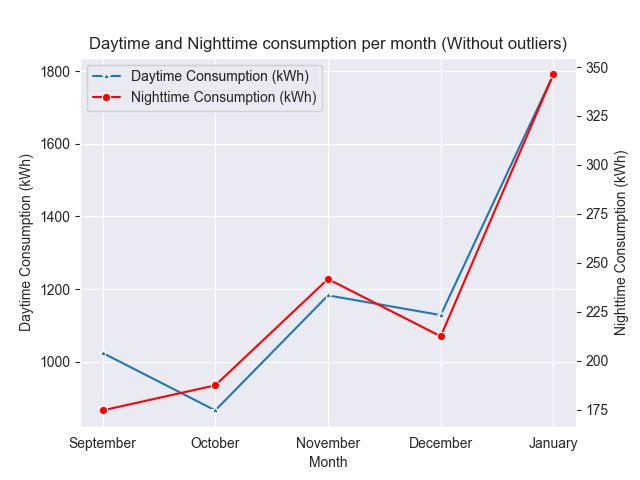 Daytime and Nighttime consumption per month (Without outliers)
Daytime Consumption (kWh)
Nighttime Consumption (kWh)
Daytime Consumption (kWh)
1800
1600
1400
1200
1000
350
325
300
275
250
225
200
175
Nighttime Consumption (kWh)
September October November December January
Month